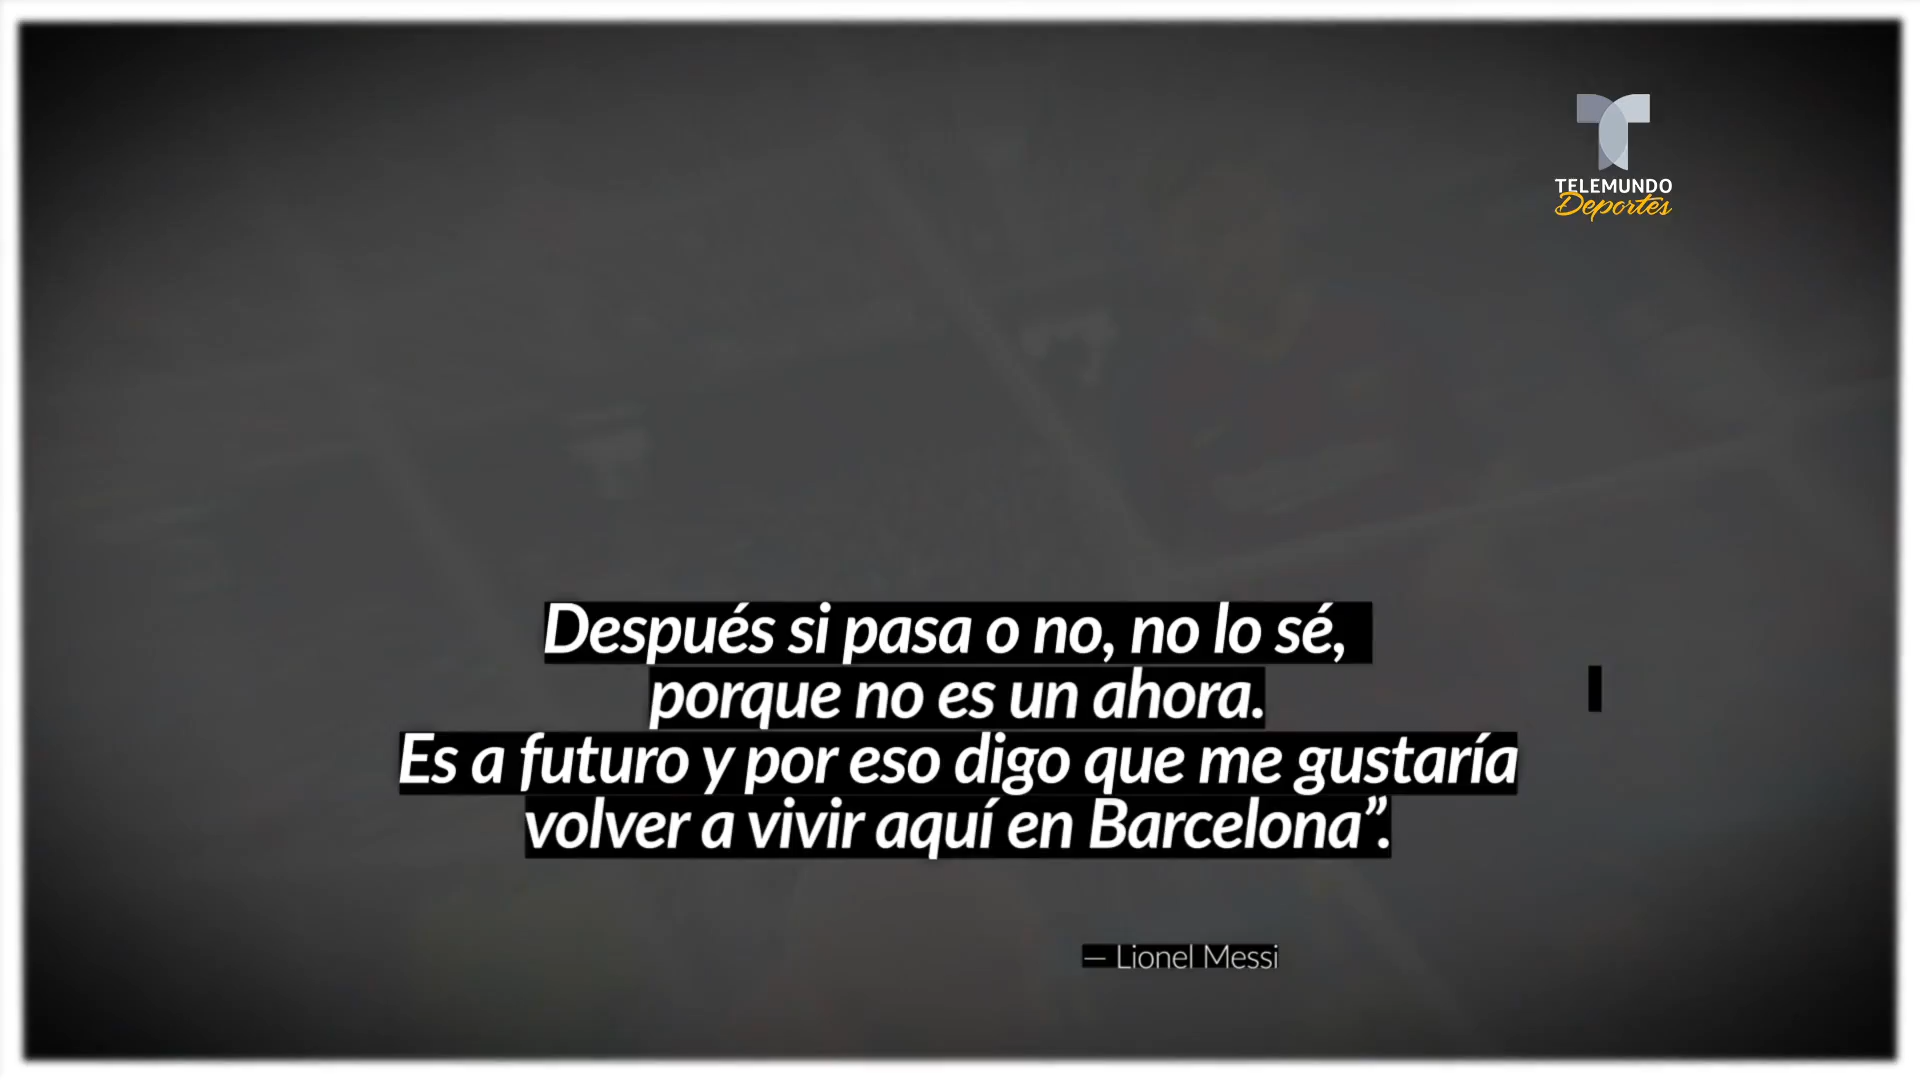 TELEMUNDO
Deportes
Después si pasa o no, no lo sé,
porque no es un ahora.
Es a futuro y por eso digo que me gustaría
volver a vivir aquí en Barcelona”.
— Lionel Messi